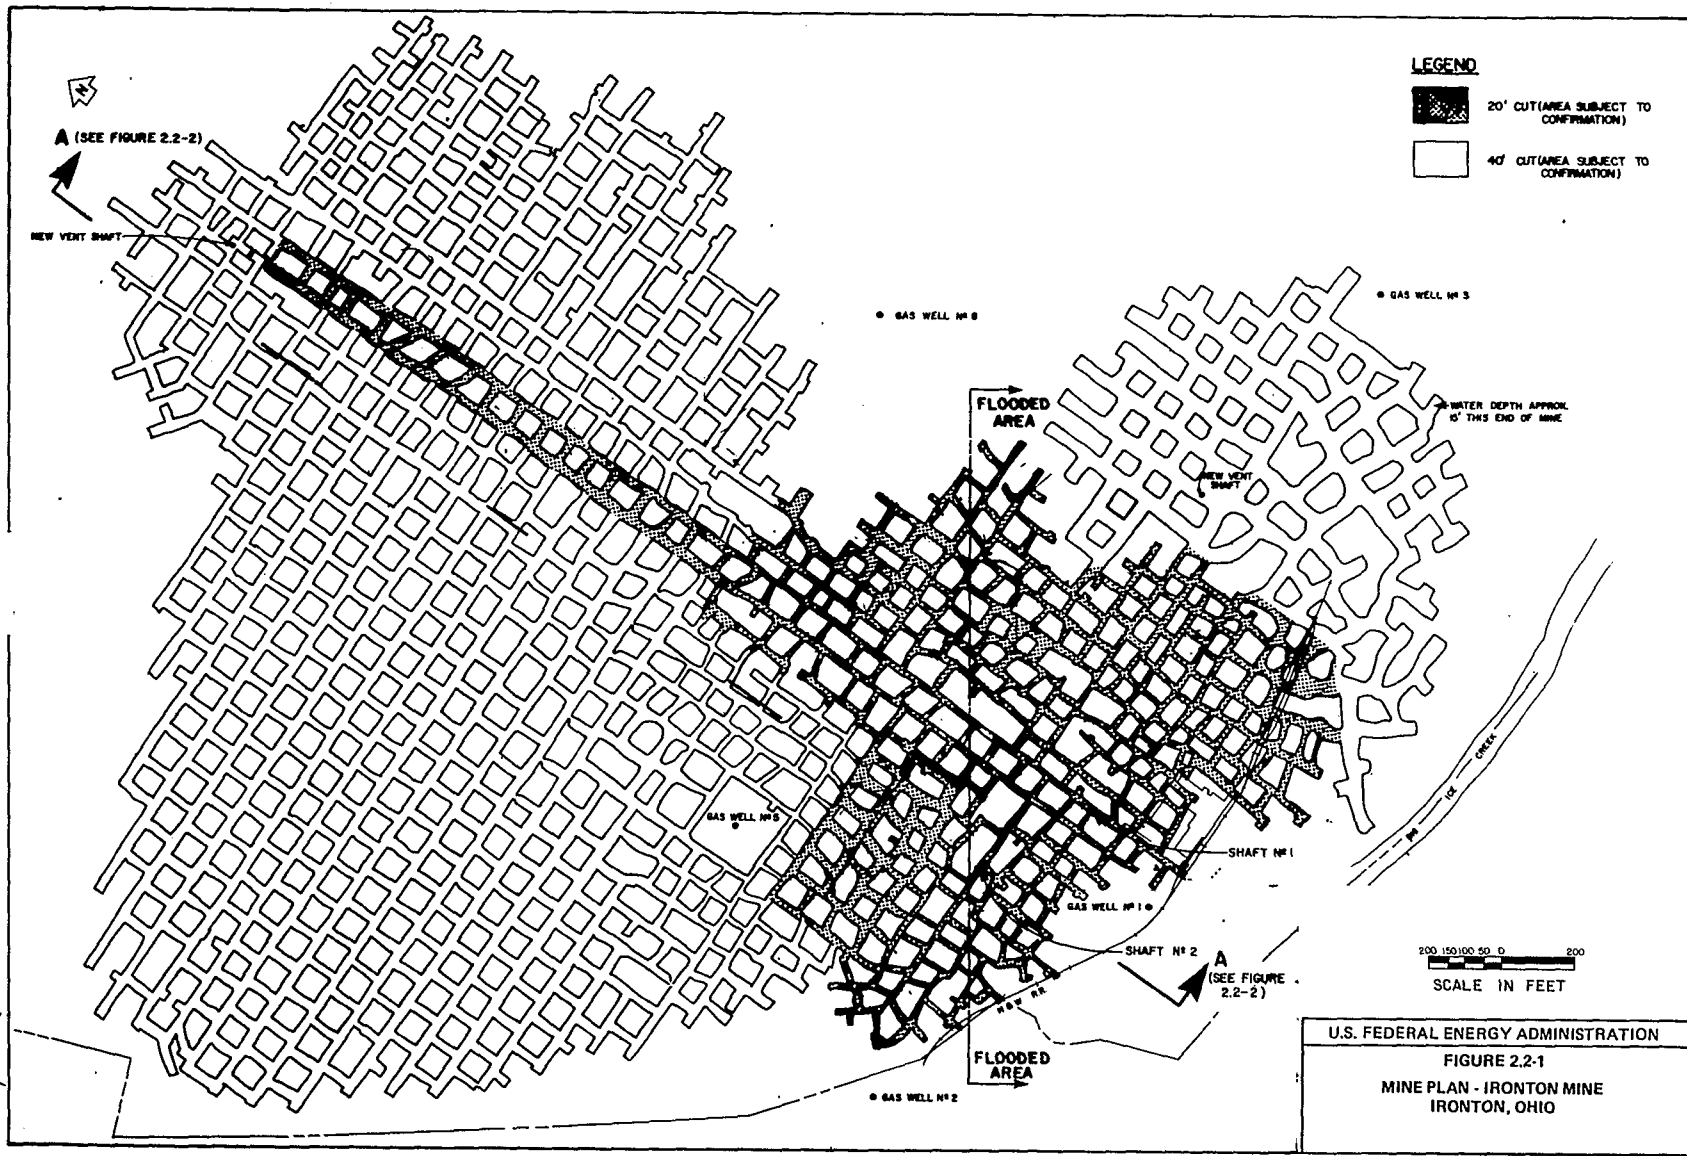 N
A (SEE FIGURE 2.2-2)
NEW VENT SHAFT
LEGEND
20' CUT (AREA SUBJECT TO
CONFIRMATION)
40' CUT (AREA SUBJECT TO
CONFIRMATION)
GAS WELL Nº 3
GAS WELL Nº
FLOODED
AREA
WATER DEPTH APPROX.
15' THIS END OF MINE
NEW VENT
SHAFT
GAS WELL Nº 5
BIG ICE CREEK
SHAFT Nº 1
GAS WELL Nº 1
SHAFT Nº 2
A
(SEE FIGURE
2.2-2)
N&W R.R.
FLOODED
AREA
GAS WELL Nº 2
200 150 100 50 0 200
SCALE IN FEET
U.S. FEDERAL ENERGY ADMINISTRATION
FIGURE 2.2-1
MINE PLAN - IRONTON MINE
IRONTON, OHIO